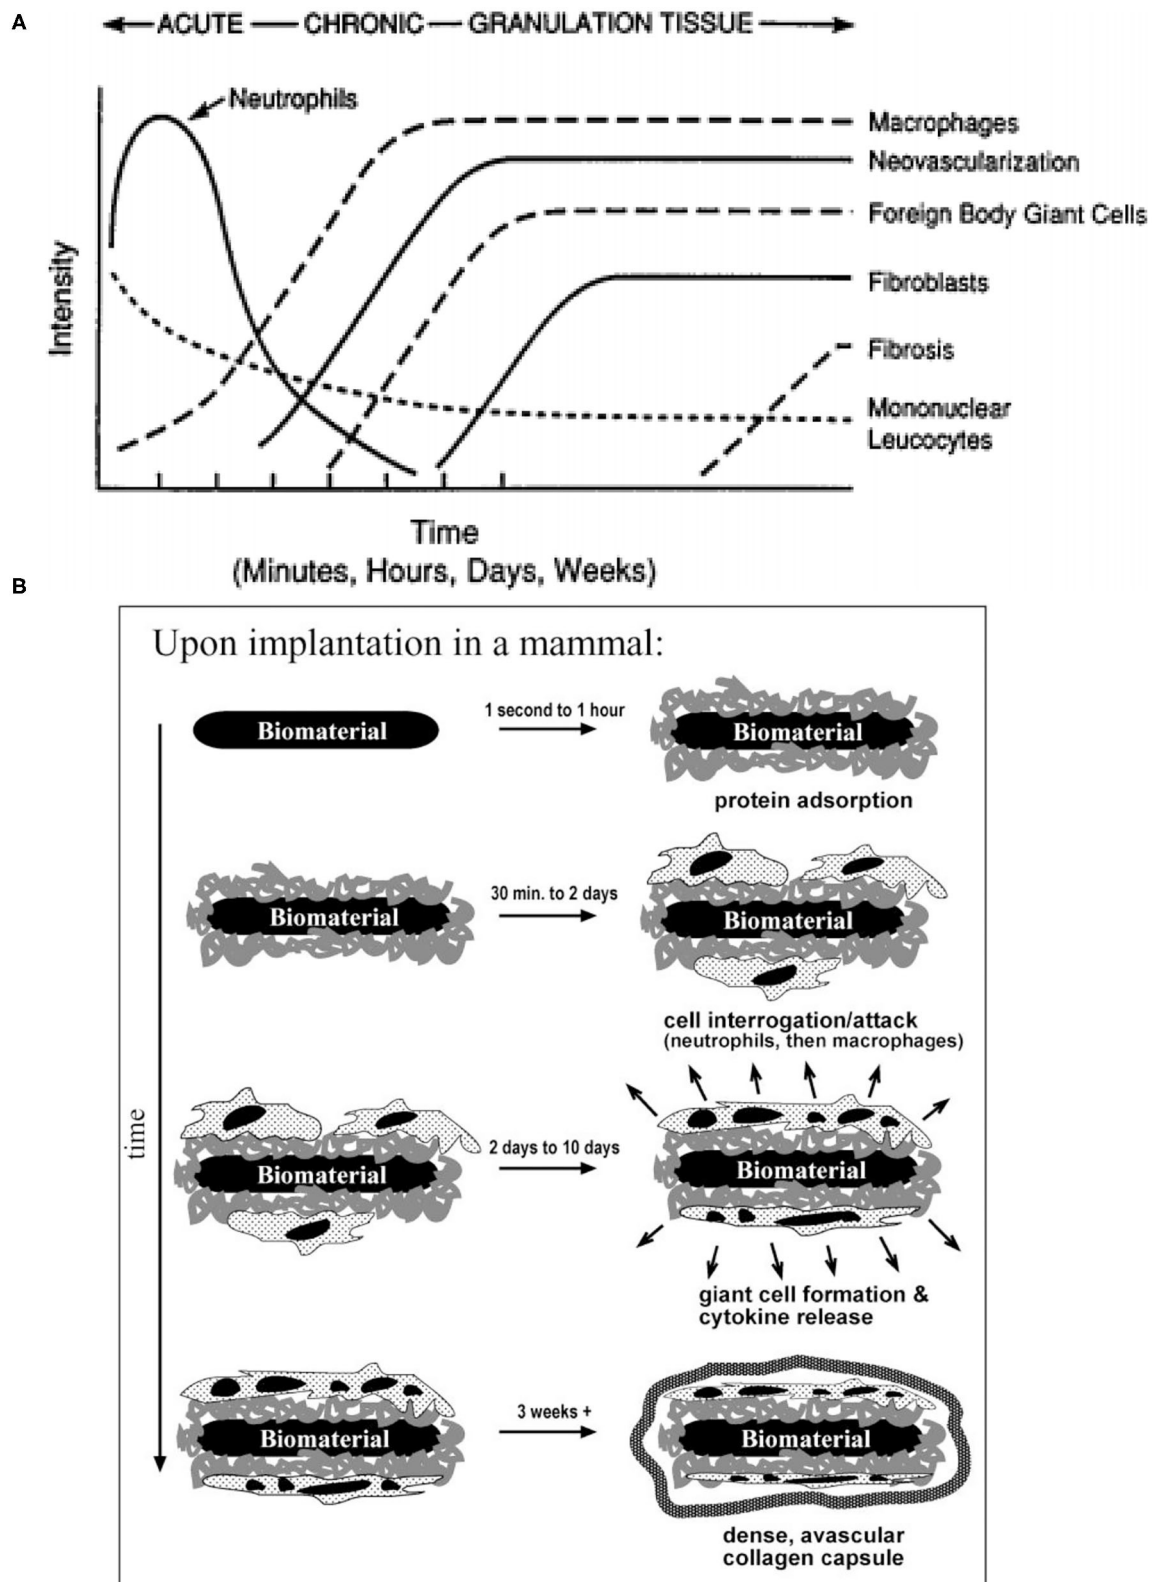 A
ACUTE CHRONIC GRANULATION TISSUE
Neutrophils
Macrophages
Neovascularization
Foreign Body Giant Cells
Fibroblasts
Fibrosis
Mononuclear
Leucocytes
Intensity
Time
(Minutes, Hours, Days, Weeks)
B
Upon implantation in a mammal:
Biomaterial
1 second to 1 hour
Biomaterial
protein adsorption
Biomaterial
30 min. to 2 days
Biomaterial
cell interrogation/attack
(neutrophils, then macrophages)
time
Biomaterial
2 days to 10 days
Biomaterial
giant cell formation &
cytokine release
Biomaterial
3 weeks +
Biomaterial
dense, avascular
collagen capsule